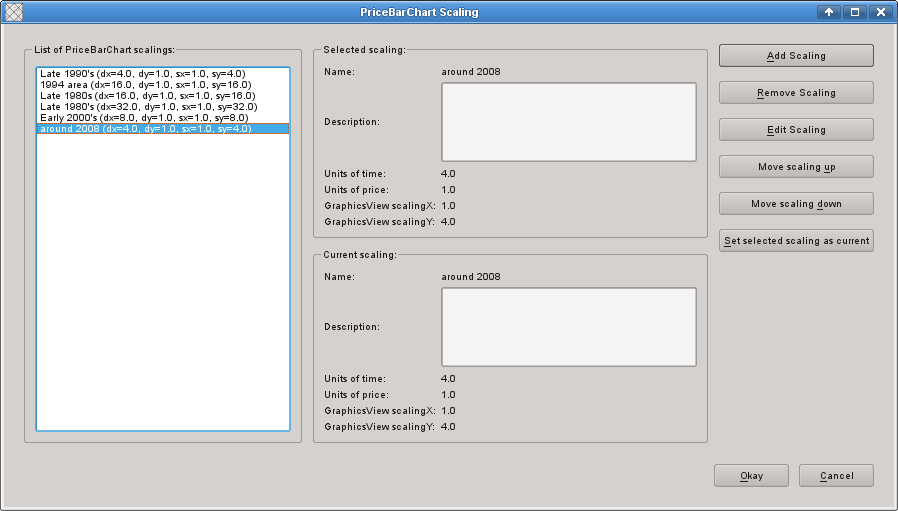 PriceBarChart Scaling
List of PriceBarChart scalings:
Late 1990's (dx=4.0, dy=1.0, sx=1.0, sy=4.0)
1994 area (dx=16.0, dy=1.0, sx=1.0, sy=16.0)
Late 1980s (dx=16.0, dy=1.0, sx=1.0, sy=16.0)
Late 1980's (dx=32.0, dy=1.0, sx=1.0, sy=32.0)
Early 2000's (dx=8.0, dy=1.0, sx=1.0, sy=8.0)
around 2008 (dx=4.0, dy=1.0, sx=1.0, sy=4.0)
Selected scaling:
Name: around 2008
Description:
Units of time: 4.0
Units of price: 1.0
GraphicsView scalingX: 1.0
GraphicsView scalingY: 4.0
Current scaling:
Name: around 2008
Description:
Units of time: 4.0
Units of price: 1.0
GraphicsView scalingX: 1.0
GraphicsView scalingY: 4.0
Add Scaling
Remove Scaling
Edit Scaling
Move scaling up
Move scaling down
Set selected scaling as current
Okay
Cancel